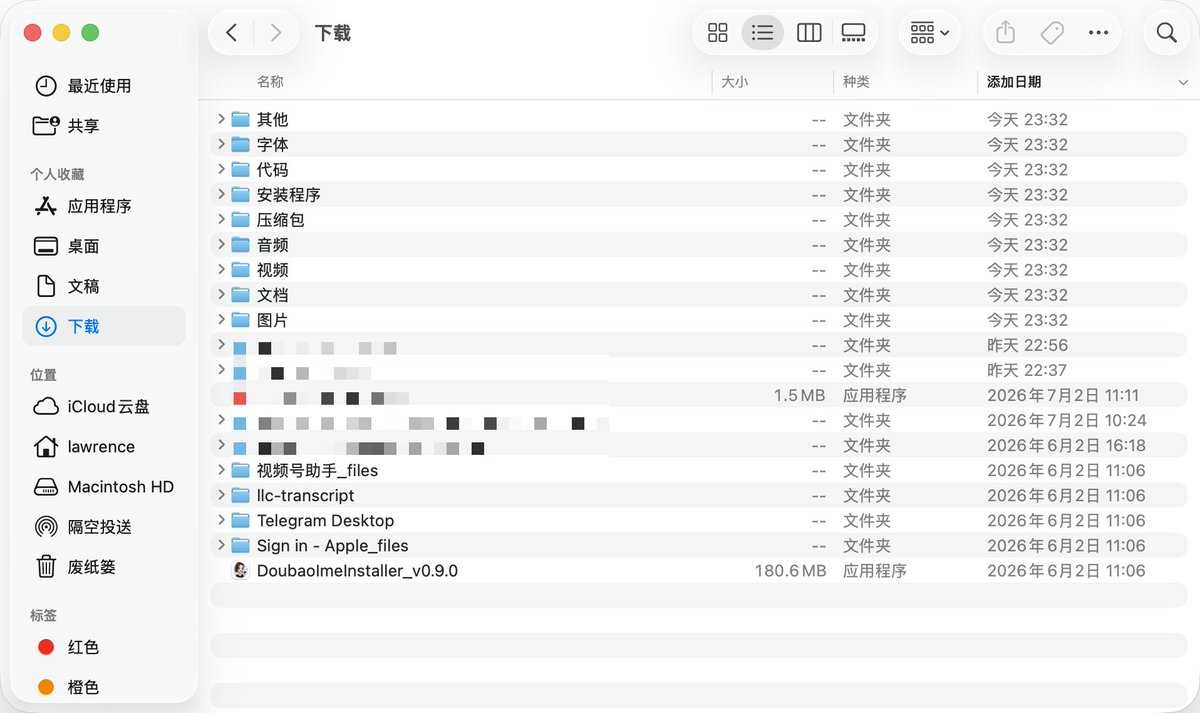 下载
最近使用
共享
个人收藏
应用程序
桌面
文稿
下载
位置
iCloud云盘
lawrence
Macintosh HD
隔空投送
废纸篓
标签
红色
橙色
名称 大小 种类 添加日期
其他 -- 文件夹 今天 23:32
字体 -- 文件夹 今天 23:32
代码 -- 文件夹 今天 23:32
安装程序 -- 文件夹 今天 23:32
压缩包 -- 文件夹 今天 23:32
音频 -- 文件夹 今天 23:32
视频 -- 文件夹 今天 23:32
文档 -- 文件夹 今天 23:32
图片 -- 文件夹 今天 23:32
-- 文件夹 昨天 22:56
-- 文件夹 昨天 22:37
1.5 MB 应用程序 2026年7月2日 11:11
-- 文件夹 2026年7月2日 10:24
-- 文件夹 2026年6月2日 16:18
视频号助手_files -- 文件夹 2026年6月2日 11:06
llc-transcript -- 文件夹 2026年6月2日 11:06
Telegram Desktop -- 文件夹 2026年6月2日 11:06
Sign in - Apple_files -- 文件夹 2026年6月2日 11:06
DoubaoImeInstaller_v0.9.0 180.6 MB 应用程序 2026年6月2日 11:06